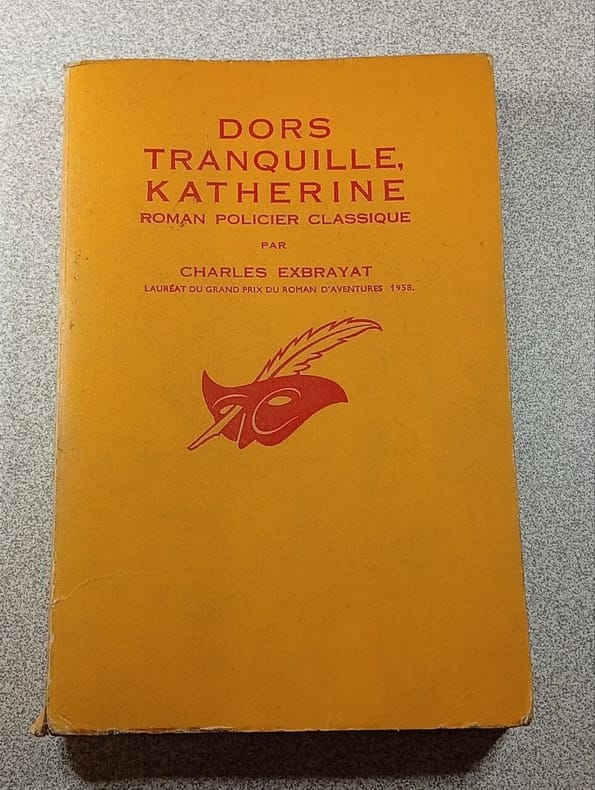 DORS
TRANQUILLE,
KATHERINE
ROMAN POLICIER CLASSIQUE
PAR
CHARLES EXBRAYAT
LAURÉAT DU GRAND PRIX DU ROMAN D'AVENTURES 1958.